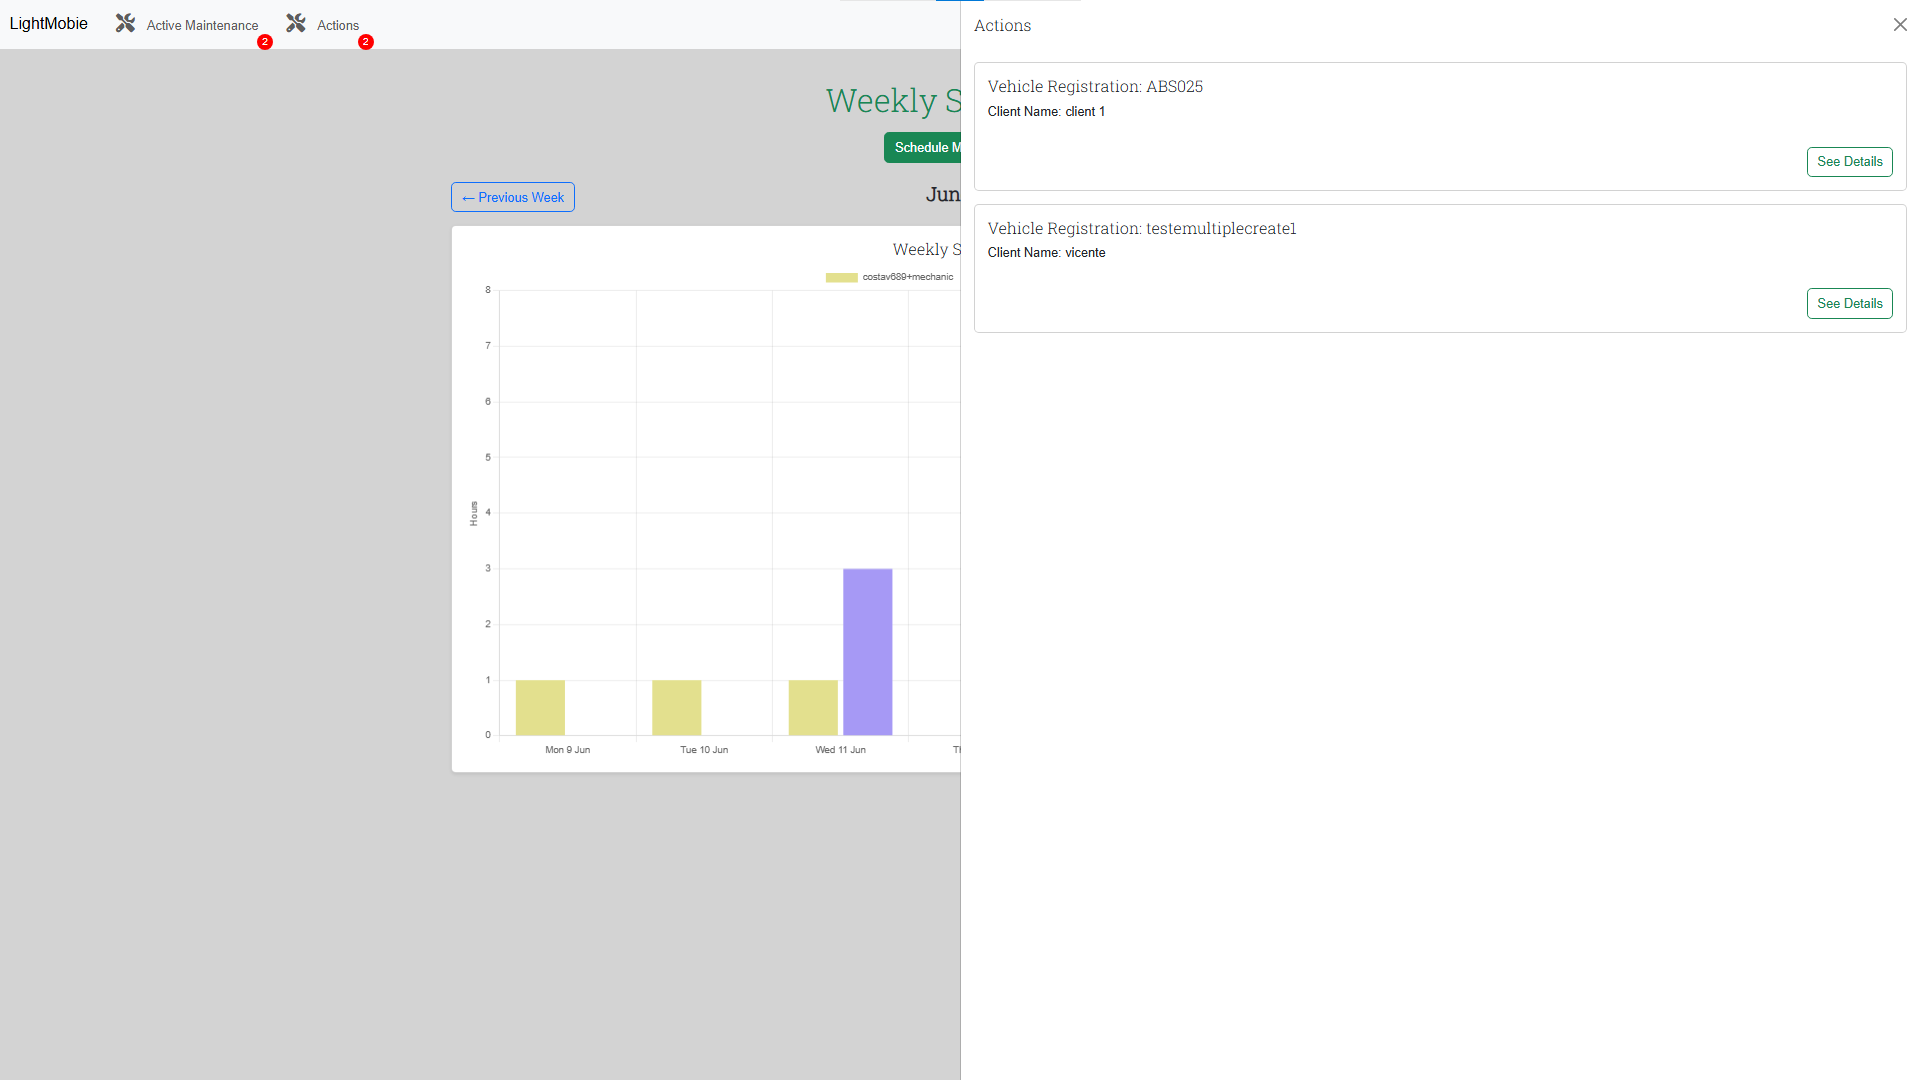 LightMobie
Active Maintenance
2
Actions
2
Weekly S
Schedule M
← Previous Week
Jun
Weekly S
costav689+mechanic
8
7
6
5
4
3
2
1
0
Hours
Mon 9 Jun
Tue 10 Jun
Wed 11 Jun
Actions
Vehicle Registration: ABS025
Client Name: client 1
See Details
Vehicle Registration: testemultiplecreate1
Client Name: vicente
See Details